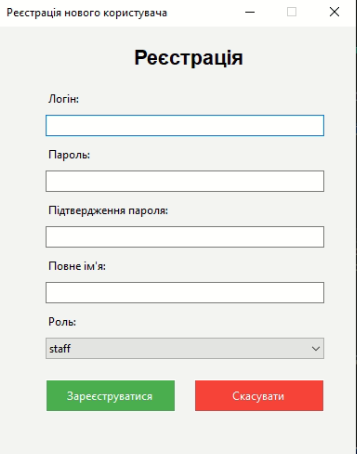 Реєстрація нового користувача
Реєстрація
Логін:
Пароль:
Підтвердження пароля:
Повне ім'я:
Роль:
staff
Зареєструватися
Скасувати